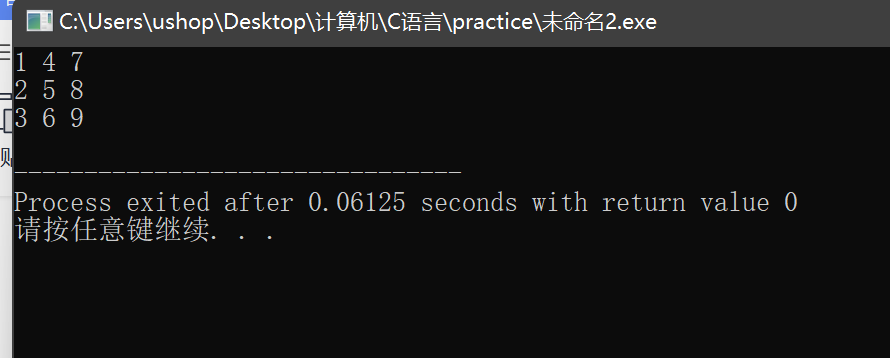 C:\Users\ushop\Desktop\计算机\C语言\practice\未命名2.exe
1 4 7
2 5 8
3 6 9
--------------------------------
Process exited after 0.06125 seconds with return value 0
请按任意键继续. . .